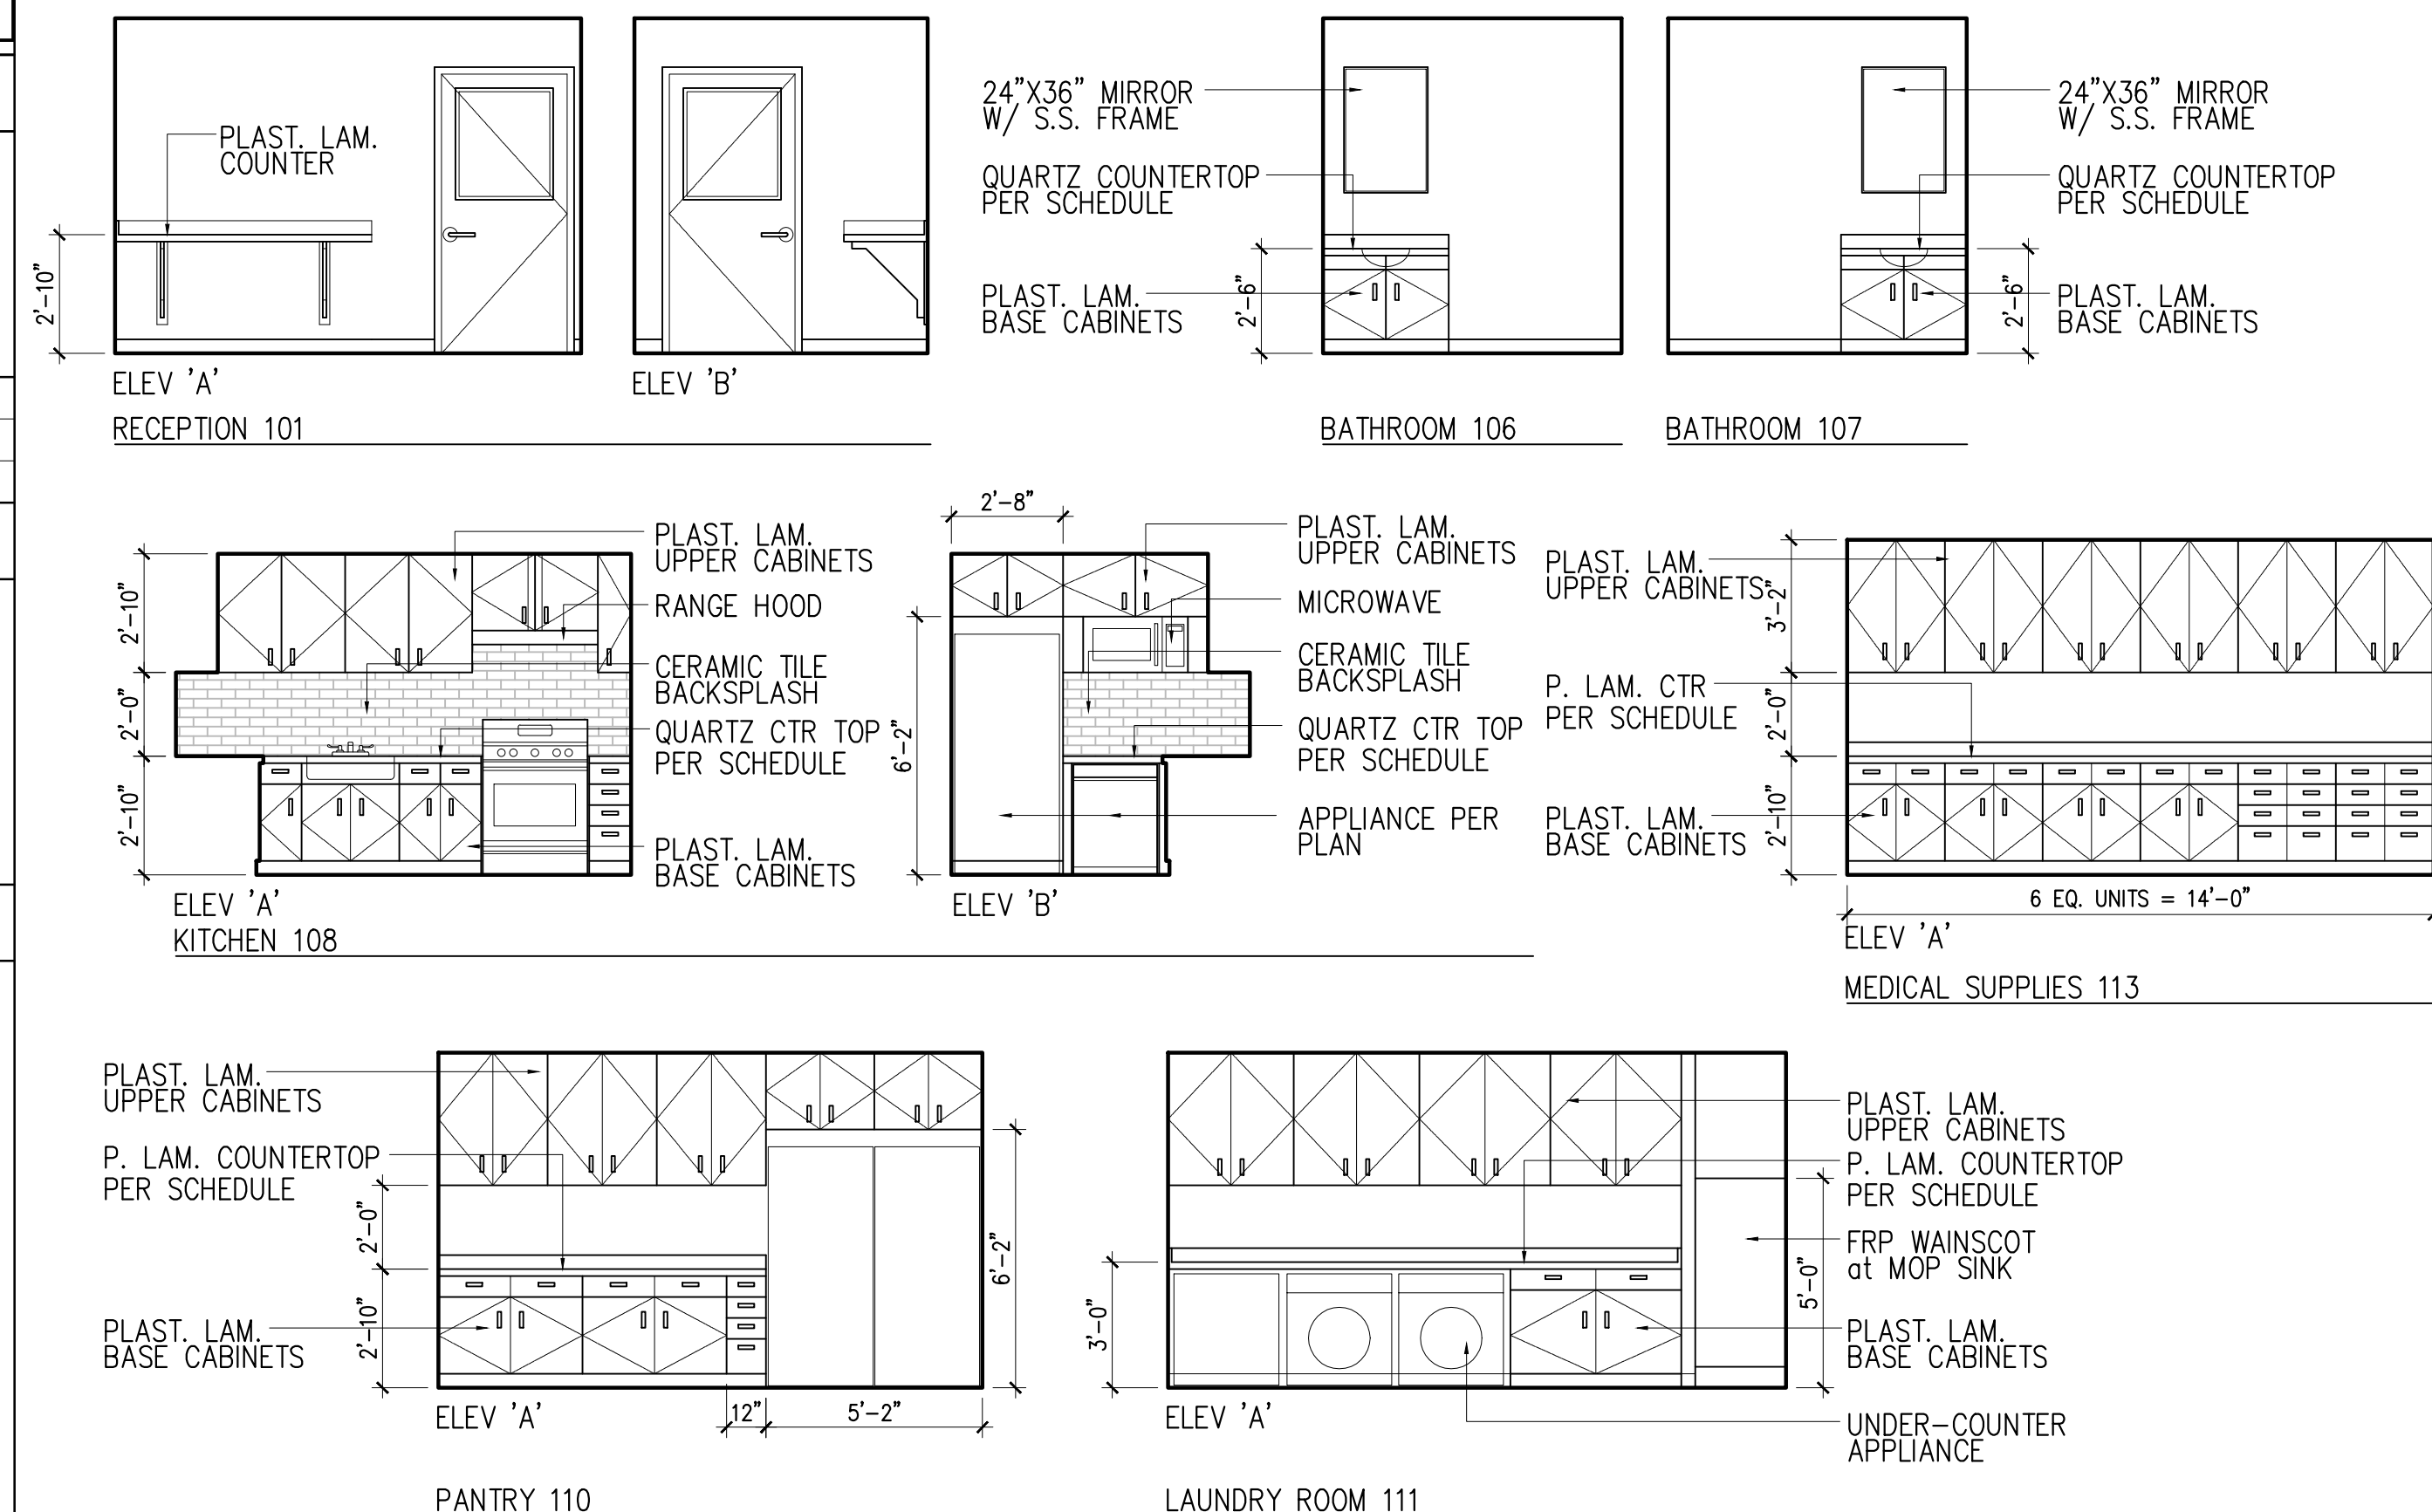 PLAST. LAM.
COUNTER
2'-10"
ELEV 'A'
ELEV 'B'
RECEPTION 101
24"X36" MIRROR
W/ S.S. FRAME
QUARTZ COUNTERTOP
PER SCHEDULE
PLAST. LAM.
BASE CABINETS
2'-6"
BATHROOM 106
24"X36" MIRROR
W/ S.S. FRAME
QUARTZ COUNTERTOP
PER SCHEDULE
2'-6"
PLAST. LAM.
BASE CABINETS
BATHROOM 107
2'-10"
2'-0"
2'-10"
PLAST. LAM.
UPPER CABINETS
RANGE HOOD
CERAMIC TILE
BACKSPLASH
QUARTZ CTR TOP
PER SCHEDULE
PLAST. LAM.
BASE CABINETS
ELEV 'A'
KITCHEN 108
2'-8"
6'-2"
PLAST. LAM.
UPPER CABINETS
MICROWAVE
CERAMIC TILE
BACKSPLASH
QUARTZ CTR TOP
PER SCHEDULE
APPLIANCE PER
PLAN
ELEV 'B'
PLAST. LAM.
UPPER CABINETS
P. LAM. CTR
PER SCHEDULE
PLAST. LAM.
BASE CABINETS
3'-2"
2'-0"
2'-10"
6 EQ. UNITS = 14'-0"
ELEV 'A'
MEDICAL SUPPLIES 113
PLAST. LAM.
UPPER CABINETS
P. LAM. COUNTERTOP
PER SCHEDULE
PLAST. LAM.
BASE CABINETS
2'-0"
2'-10"
6'-2"
ELEV 'A'
12"
5'-2"
PANTRY 110
3'-0"
5'-0"
PLAST. LAM.
UPPER CABINETS
P. LAM. COUNTERTOP
PER SCHEDULE
FRP WAINSCOT
at MOP SINK
PLAST. LAM.
BASE CABINETS
UNDER-COUNTER
APPLIANCE
ELEV 'A'
LAUNDRY ROOM 111